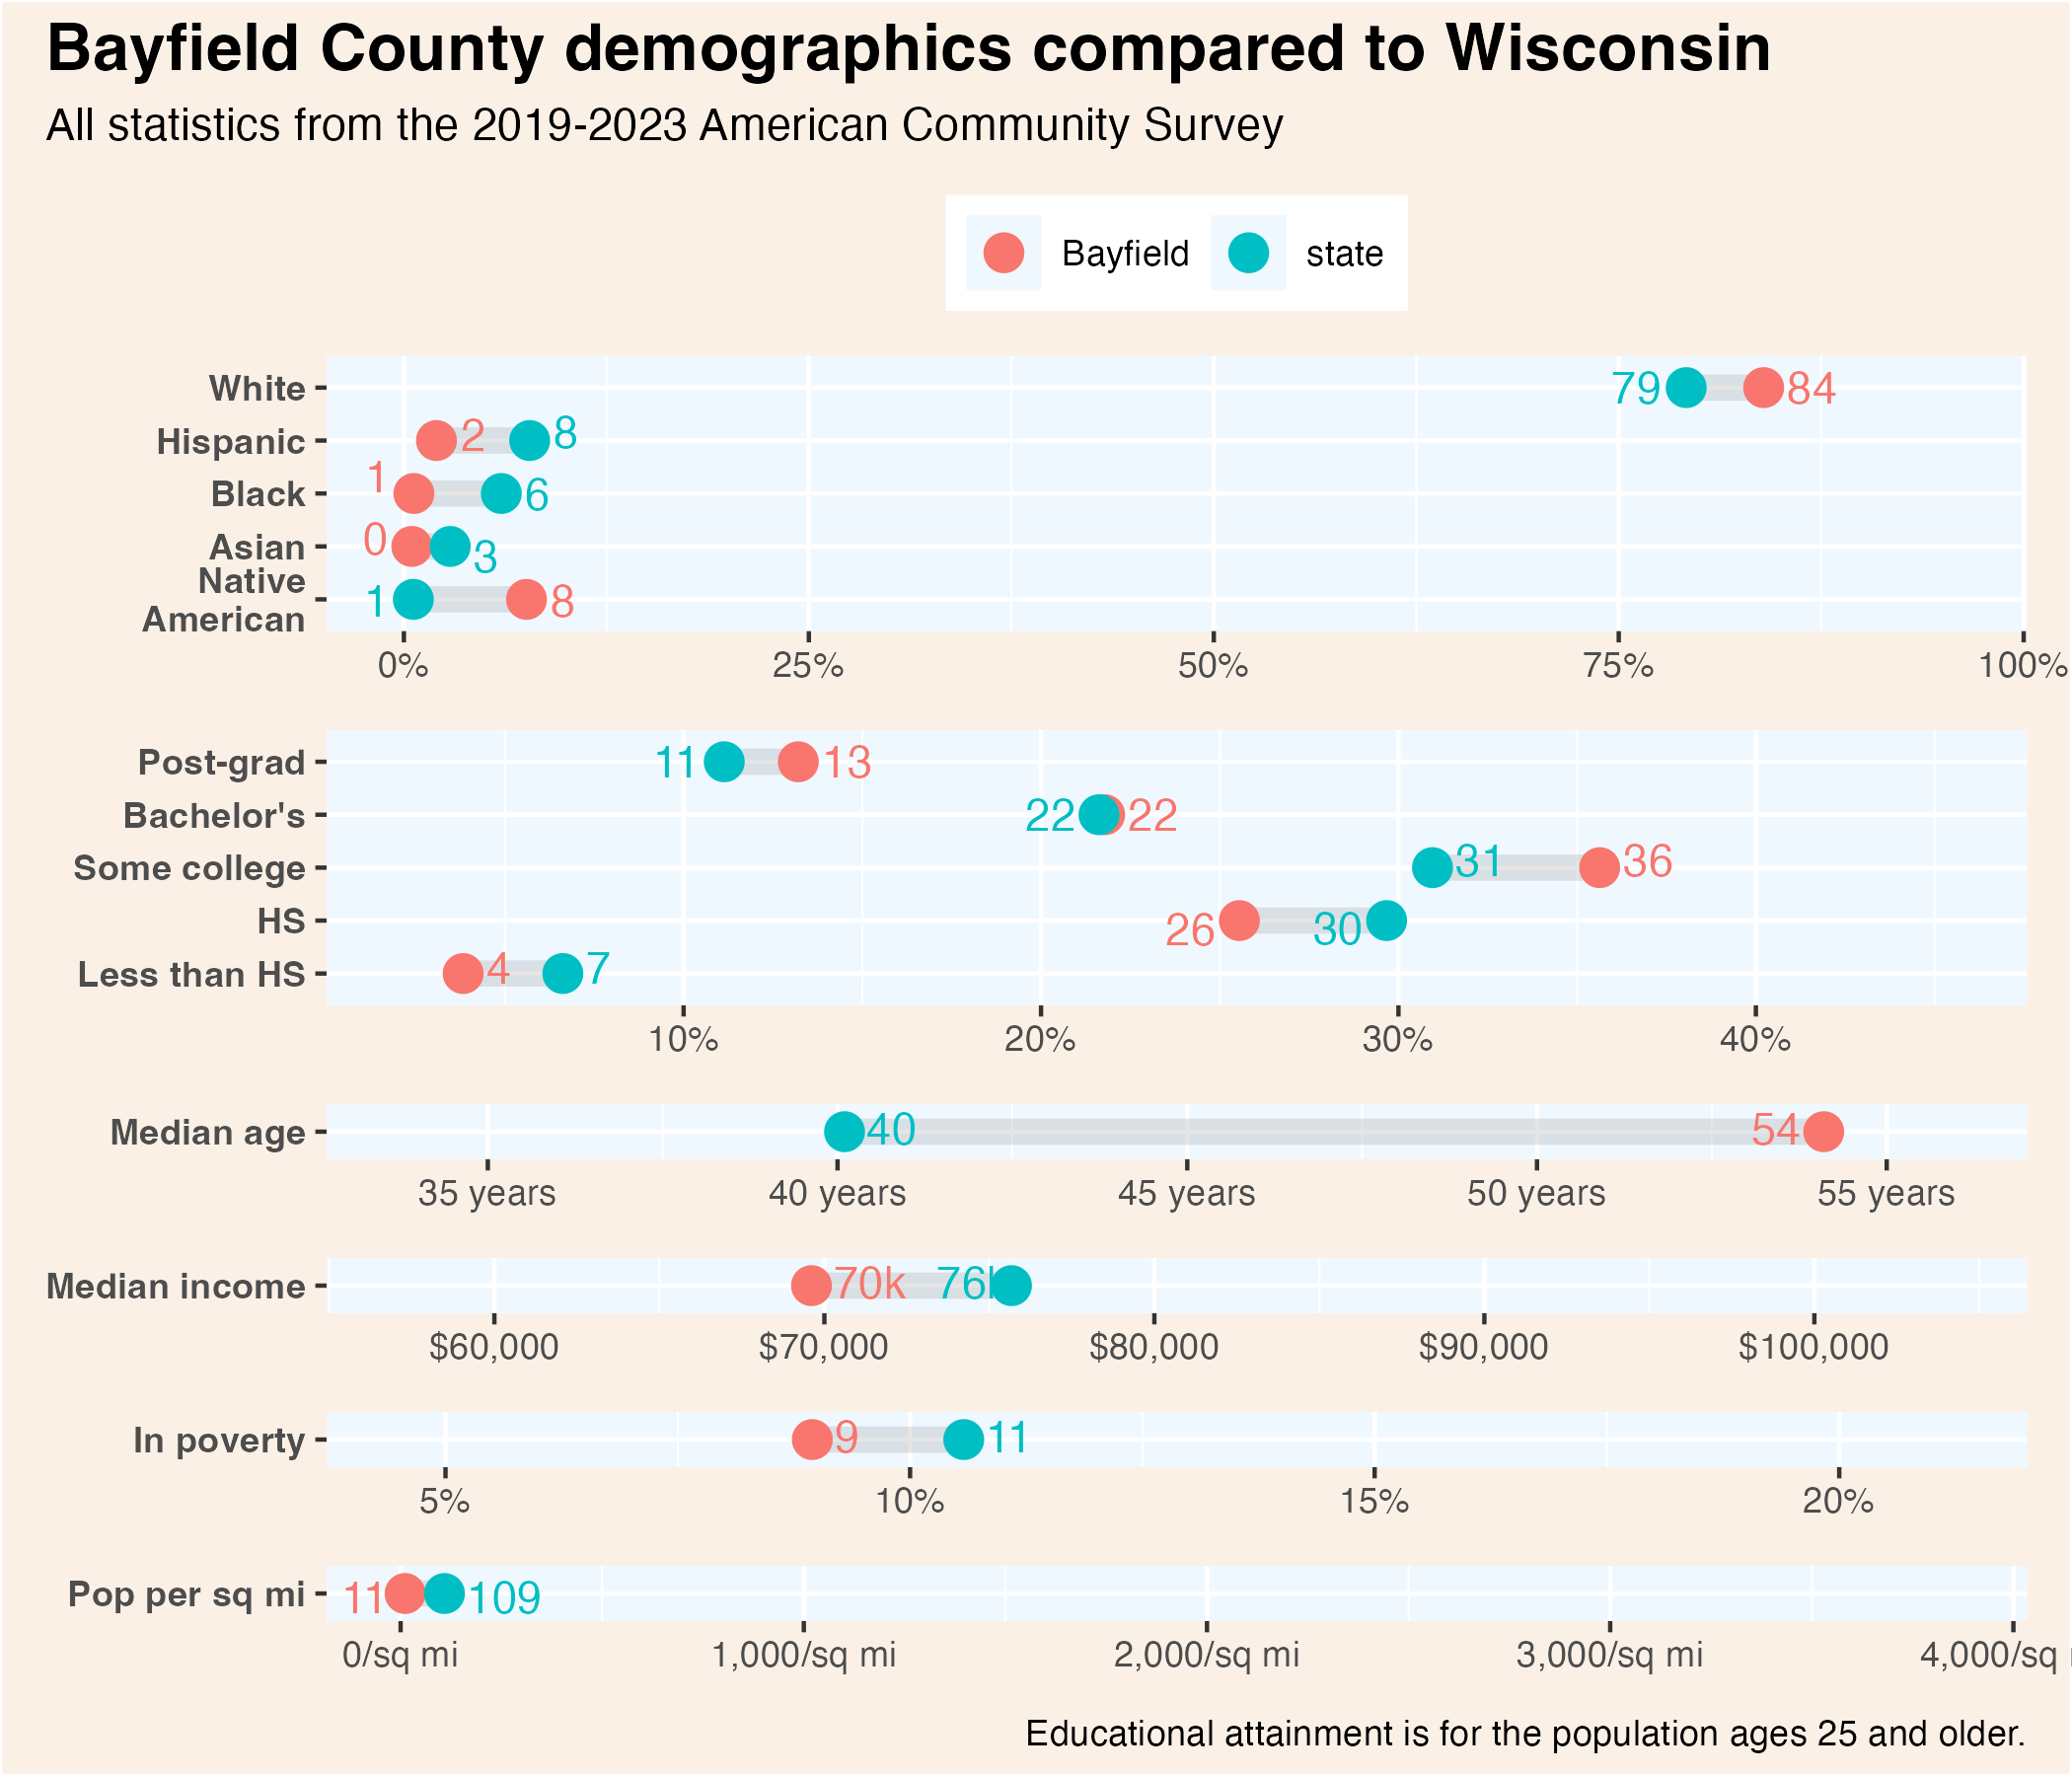 Bayfield County demographics compared to Wisconsin
All statistics from the 2019-2023 American Community Survey
Bayfield state
White 79 84
Hispanic 2 8
Black 1 6
Asian 0 3
Native
American 1 8
0% 25% 50% 75% 100%
Post-grad 11 13
Bachelor's 22 22
Some college 31 36
HS 26 30
Less than HS 4 7
10% 20% 30% 40%
Median age 40 54
35 years 40 years 45 years 50 years 55 years
Median income 70k 76
$60,000 $70,000 $80,000 $90,000 $100,000
In poverty 9 11
5% 10% 15% 20%
Pop per sq mi 11 109
0/sq mi 1,000/sq mi 2,000/sq mi 3,000/sq mi 4,000/sq
Educational attainment is for the population ages 25 and older.